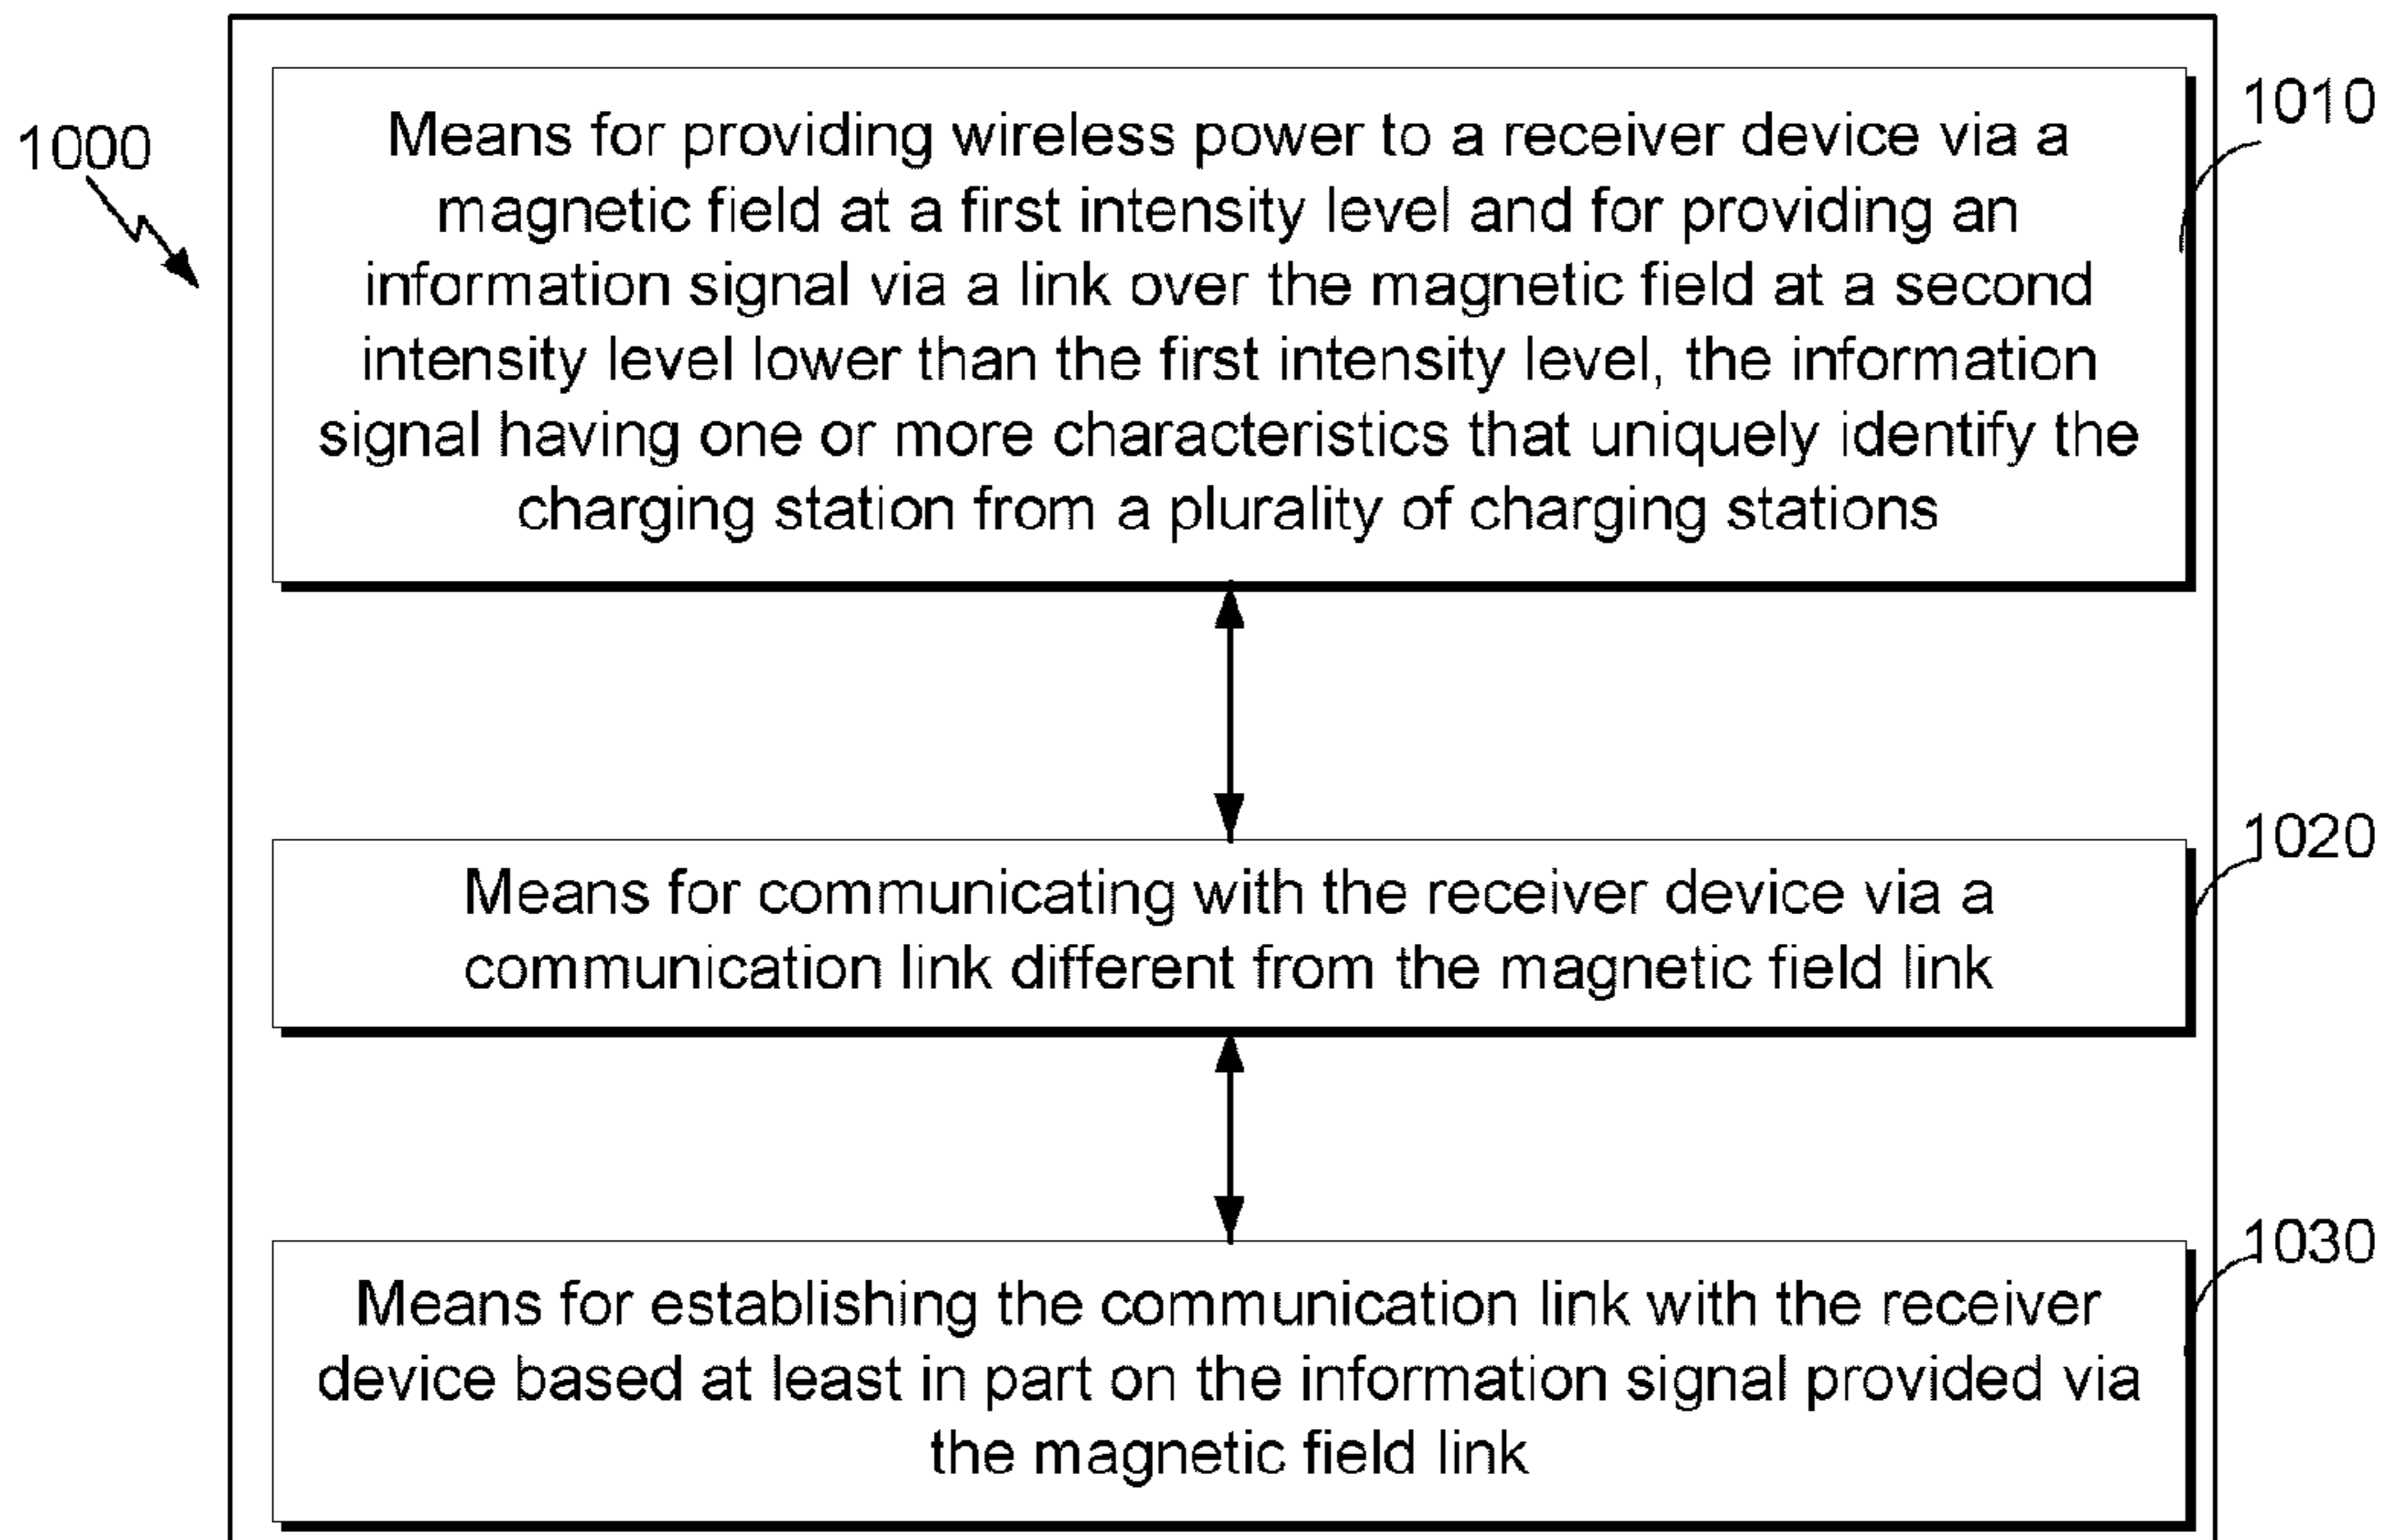 1000
1010
Means for providing wireless power to a receiver device via a
magnetic field at a first intensity level and for providing an
information signal via a link over the magnetic field at a second
intensity level lower than the first intensity level, the information
signal having one or more characteristics that uniquely identify the
charging station from a plurality of charging stations
1020
Means for communicating with the receiver device via a
communication link different from the magnetic field link
1030
Means for establishing the communication link with the receiver
device based at least in part on the information signal provided via
the magnetic field link